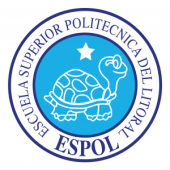 ESCUELA SUPERIOR POLITECNICA DEL LITORAL
ESPOL